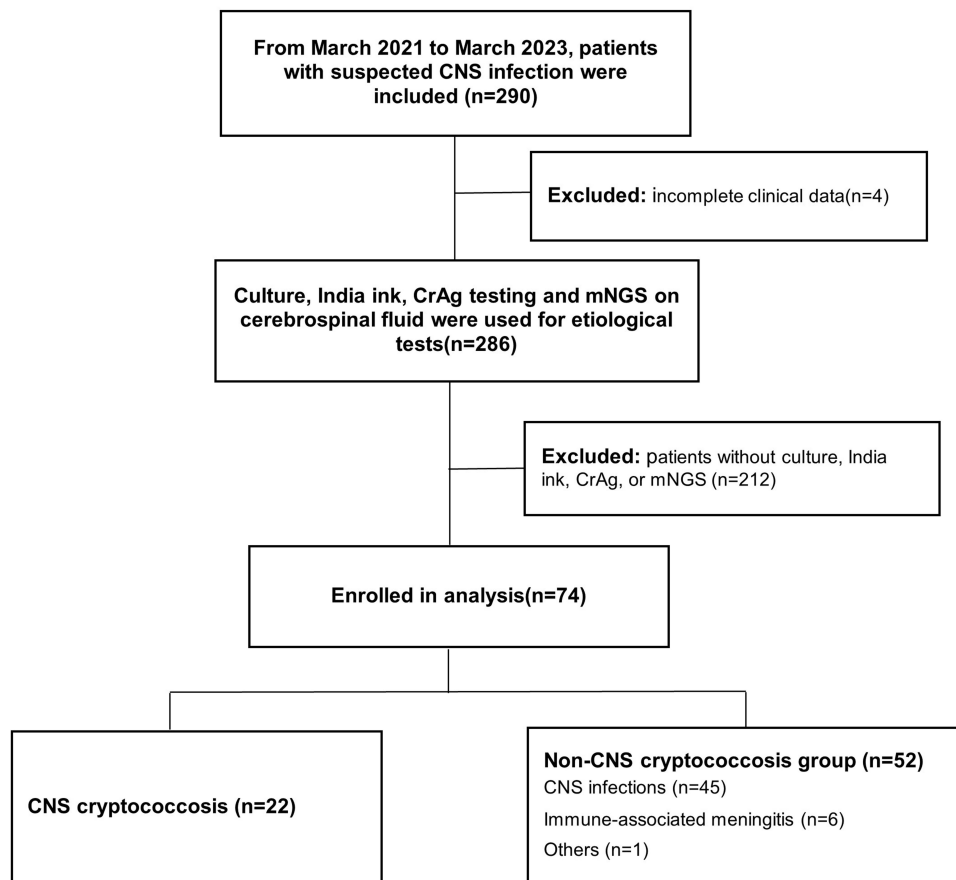 From March 2021 to March 2023, patients
with suspected CNS infection were
included (n=290)
Excluded: incomplete clinical data(n=4)
Culture, India ink, CrAg testing and mNGS on
cerebrospinal fluid were used for etiological
tests(n=286)
Excluded: patients without culture, India
ink, CrAg, or mNGS (n=212)
Enrolled in analysis(n=74)
CNS cryptococcosis (n=22)
Non-CNS cryptococcosis group (n=52)
CNS infections (n=45)
Immune-associated meningitis (n=6)
Others (n=1)